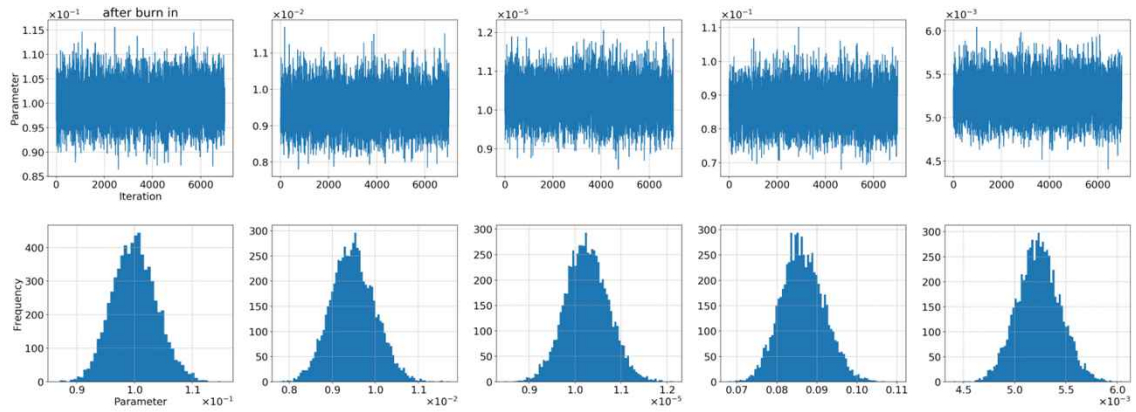 after burn in
×10⁻¹ ×10⁻² ×10⁻⁵ ×10⁻¹ ×10⁻³
1.15 1.1 1.2 1.1 6.0
1.10 1.0 1.1 1.0 5.5
1.05 0.9 1.0 0.9 5.0
1.00 0.8 0.9 0.8 4.5
0.95 0.7
0.90
0.85
Parameter
0 2000 4000 6000 0 2000 4000 6000 0 2000 4000 6000 0 2000 4000 6000 0 2000 4000 6000
Iteration
400 300 300 300 300
300 250 250 250 250
200 200 200 200 200
100 150 150 150 150
0 100 100 100 100
50 50 50 50
0 0 0 0
Frequency
0.9 1.0 1.1 0.8 0.9 1.0 1.1 0.9 1.0 1.1 1.2 0.07 0.08 0.09 0.10 0.11 4.5 5.0 5.5 6.0
Parameter ×10⁻¹ ×10⁻² ×10⁻⁵ ×10⁻³